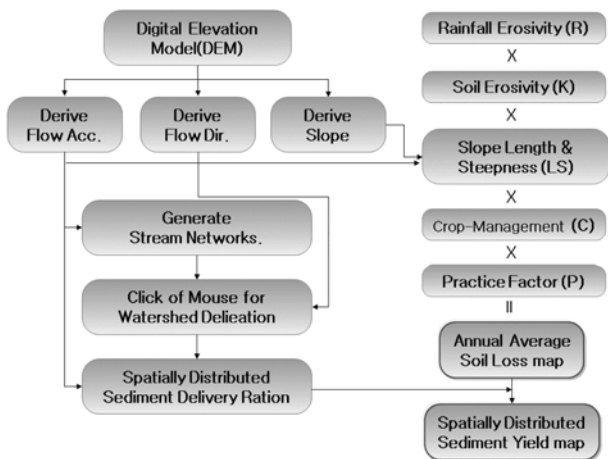 Digital Elevation
Model(DEM)
Derive
Flow Acc.
Derive
Flow Dir.
Derive
Slope
Generate
Stream Networks.
Click of Mouse for
Watershed Delieation
Spatially Distributed
Sediment Delivery Ration
Rainfall Erosivity (R)
X
Soil Erosivity (K)
X
Slope Length &
Steepness (LS)
X
Crop-Management (C)
X
Practice Factor (P)
=
Annual Average
Soil Loss map
Spatially Distributed
Sediment Yield map